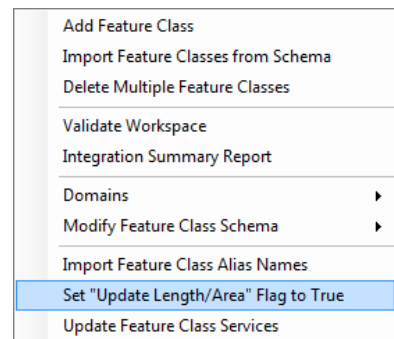 Add Feature Class
Import Feature Classes from Schema
Delete Multiple Feature Classes
Validate Workspace
Integration Summary Report
Domains
Modify Feature Class Schema
Import Feature Class Alias Names
Set "Update Length/Area" Flag to True
Update Feature Class Services